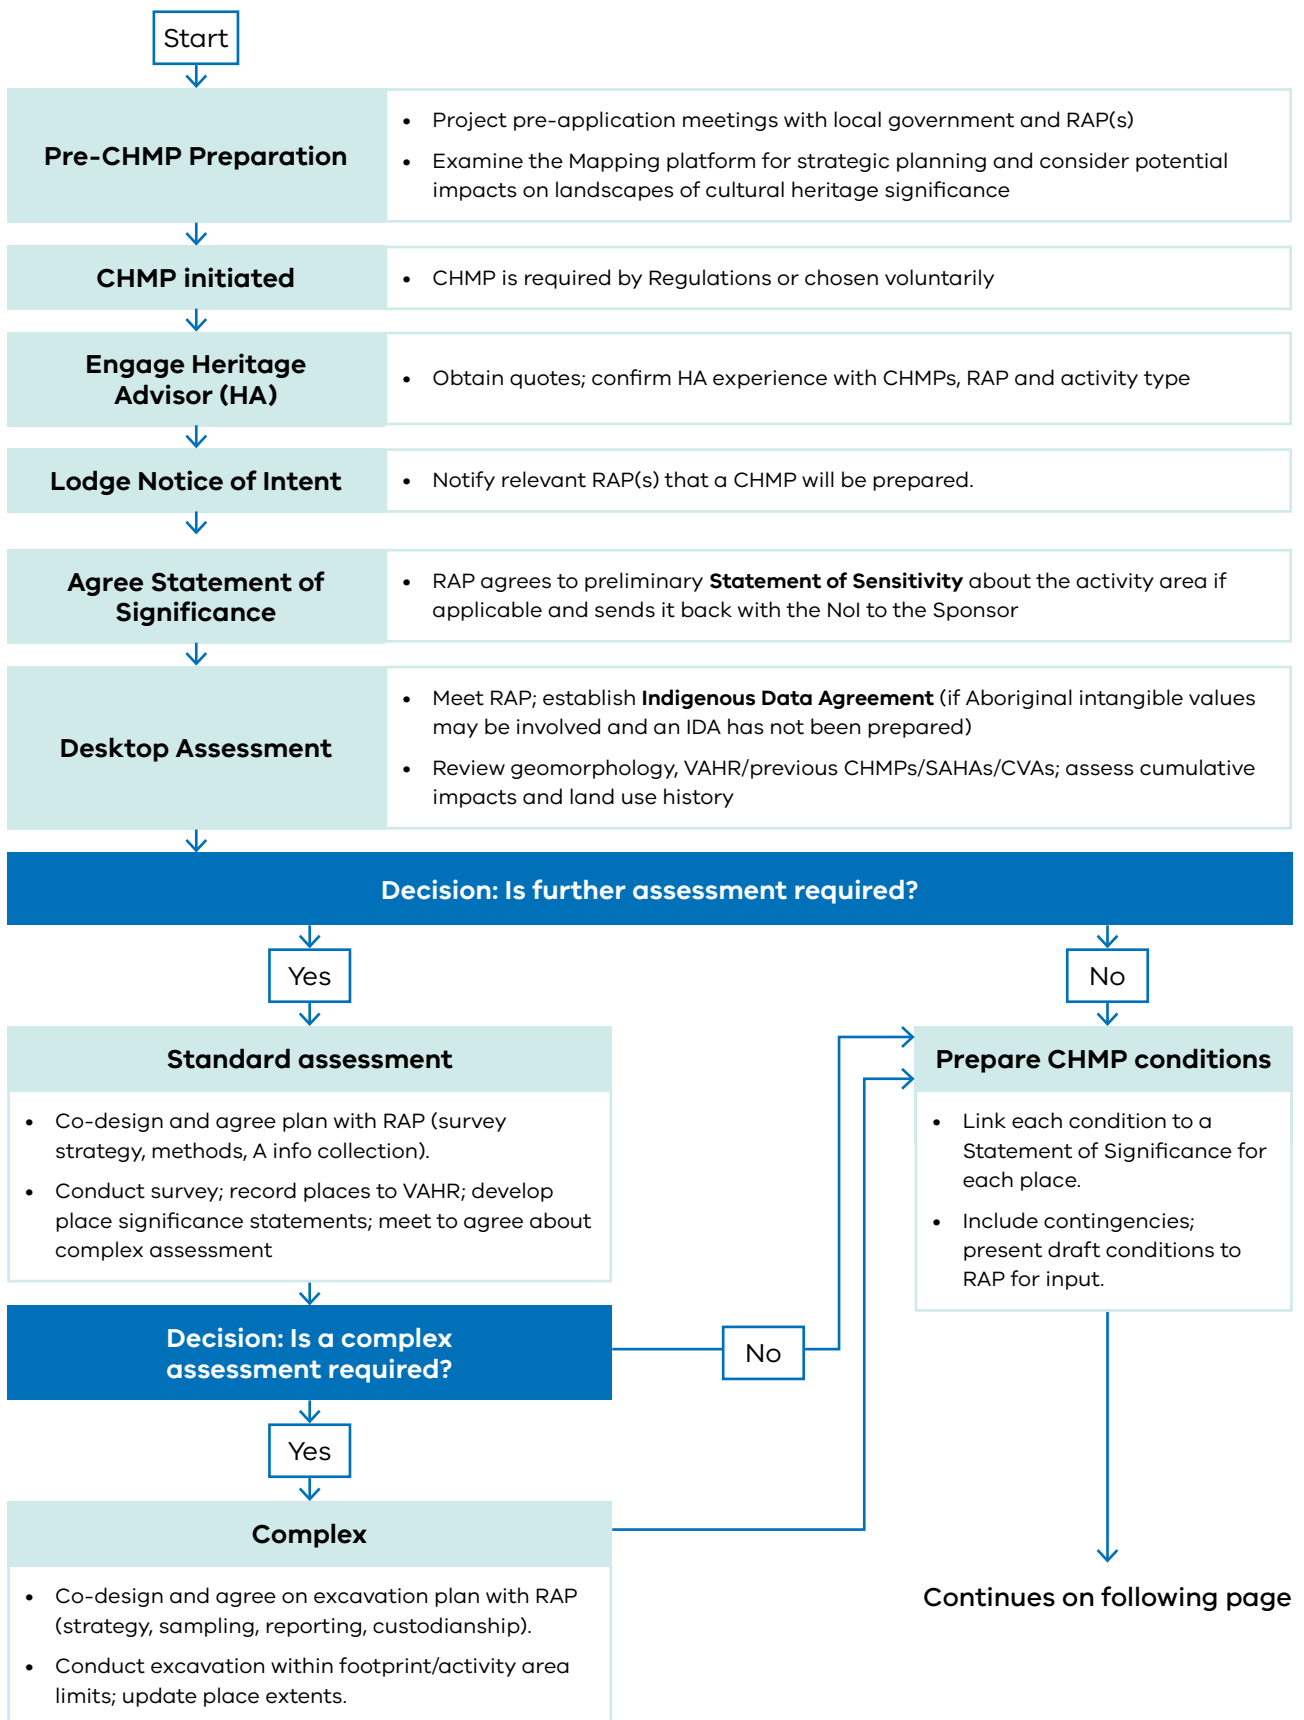 Start
Pre-CHMP Preparation
• Project pre-application meetings with local government and RAP(s)
• Examine the Mapping platform for strategic planning and consider potential
impacts on landscapes of cultural heritage significance
CHMP initiated
• CHMP is required by Regulations or chosen voluntarily
Engage Heritage
Advisor (HA)
• Obtain quotes; confirm HA experience with CHMPs, RAP and activity type
Lodge Notice of Intent
• Notify relevant RAP(s) that a CHMP will be prepared.
Agree Statement of
Significance
• RAP agrees to preliminary Statement of Sensitivity about the activity area if
applicable and sends it back with the NoI to the Sponsor
Desktop Assessment
• Meet RAP; establish Indigenous Data Agreement (if Aboriginal intangible values
may be involved and an IDA has not been prepared)
• Review geomorphology, VAHR/previous CHMPs/SAHAs/CVAs; assess cumulative
impacts and land use history
Decision: Is further assessment required?
Yes
No
Standard assessment
• Co-design and agree plan with RAP (survey
strategy, methods, A info collection).
• Conduct survey; record places to VAHR; develop
place significance statements; meet to agree about
complex assessment
Prepare CHMP conditions
• Link each condition to a
Statement of Significance for
each place.
• Include contingencies;
present draft conditions to
RAP for input.
Decision: Is a complex
assessment required?
No
Yes
Complex
• Co-design and agree on excavation plan with RAP
(strategy, sampling, reporting, custodianship).
• Conduct excavation within footprint/activity area
limits; update place extents.
Continues on following page